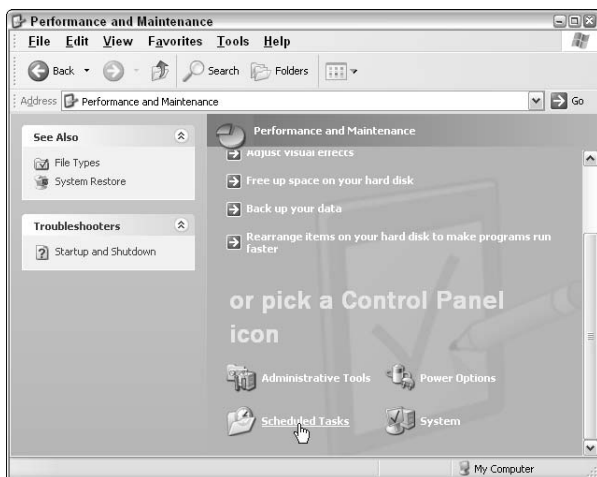 Performance and Maintenance
File Edit View Favorites Tools Help
Back Search Folders
Address Performance and Maintenance Go
See Also
File Types
System Restore
Troubleshooters
Startup and Shutdown
Performance and Maintenance
Adjust visual effects
Free up space on your hard disk
Back up your data
Rearrange items on your hard disk to make programs run
faster
or pick a Control Panel
icon
Administrative Tools Power Options
Scheduled Tasks System
My Computer